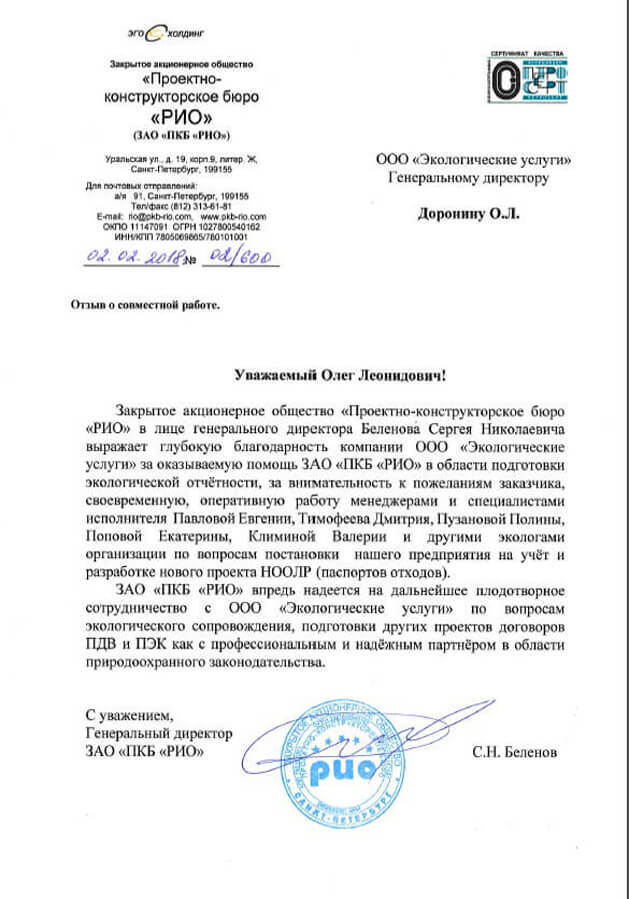 ЭГО ХОЛДИНГ
Закрытое акционерное общество
«Проектно-
конструкторское бюро
«РИО»
(ЗАО «ПКБ «РИО»)
Уральская ул., д. 19, корп.9, литер. Ж,
Санкт-Петербург, 199155
Для почтовых отправлений:
а/я 91, Санкт-Петербург, 199155
Тел/факс (812) 313-61-81
E-mail: rio@pkb-rio.com, www.pkb-rio.com
ОКПО 11147091 ОГРН 1027800540162
ИНН/КПП 7805069865/780101001
02.02.2018 № 02/600
СЕРТИФИКАТ КАЧЕСТВА
ООО «Экологические услуги»
Генеральному директору
Доронину О.Л.
Отзыв о совместной работе.
Уважаемый Олег Леонидович!
Закрытое акционерное общество «Проектно-конструкторское бюро
«РИО» в лице генерального директора Беленова Сергея Николаевича
выражает глубокую благодарность компании ООО «Экологические
услуги» за оказываемую помощь ЗАО «ПКБ «РИО» в области подготовки
экологической отчётности, за внимательность к пожеланиям заказчика,
своевременную, оперативную работу менеджерами и специалистами
исполнителя Павловой Евгении, Тимофеева Дмитрия, Пузановой Полины,
Поповой Екатерины, Климиной Валерии и другими экологами
организации по вопросам постановки нашего предприятия на учёт и
разработке нового проекта НООЛР (паспортов отходов).
ЗАО «ПКБ «РИО» впредь надеется на дальнейшее плодотворное
сотрудничество с ООО «Экологические услуги» по вопросам
экологического сопровождения, подготовки других проектов договоров
ПДВ и ПЭК как с профессиональным и надёжным партнёром в области
природоохранного законодательства.
С уважением,
Генеральный директор
ЗАО «ПКБ «РИО»
С.Н. Беленов
рио
САНКТ-ПЕТЕРБУРГ